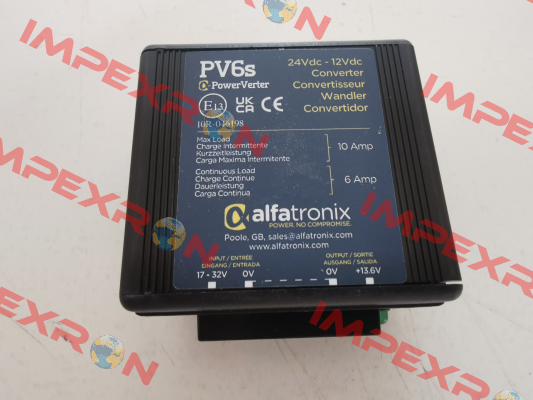 PV6s
PowerVerter
E13
UK
CA
CE
10R-046198
24Vdc - 12Vdc
Converter
Convertisseur
Wandler
Convertidor
Max Load
Charge Intermittente
Kurzzeitleistung
Carga Maxima Intermitente
10 Amp
Continuous Load
Charge Continue
Dauerleistung
Carga Continua
6 Amp
alfatronix
POWER. NO COMPROMISE.
Poole, GB, sales@alfatronix.com
www.alfatronix.com
INPUT / ENTRÉE
EINGANG / ENTRADA
OUTPUT / SORTIE
AUSGANG / SALIDA
17 - 32V
0V
0V
+13.6V
IMPEXRON
IMPEXRON
IMPEXRON
IMPEXRON